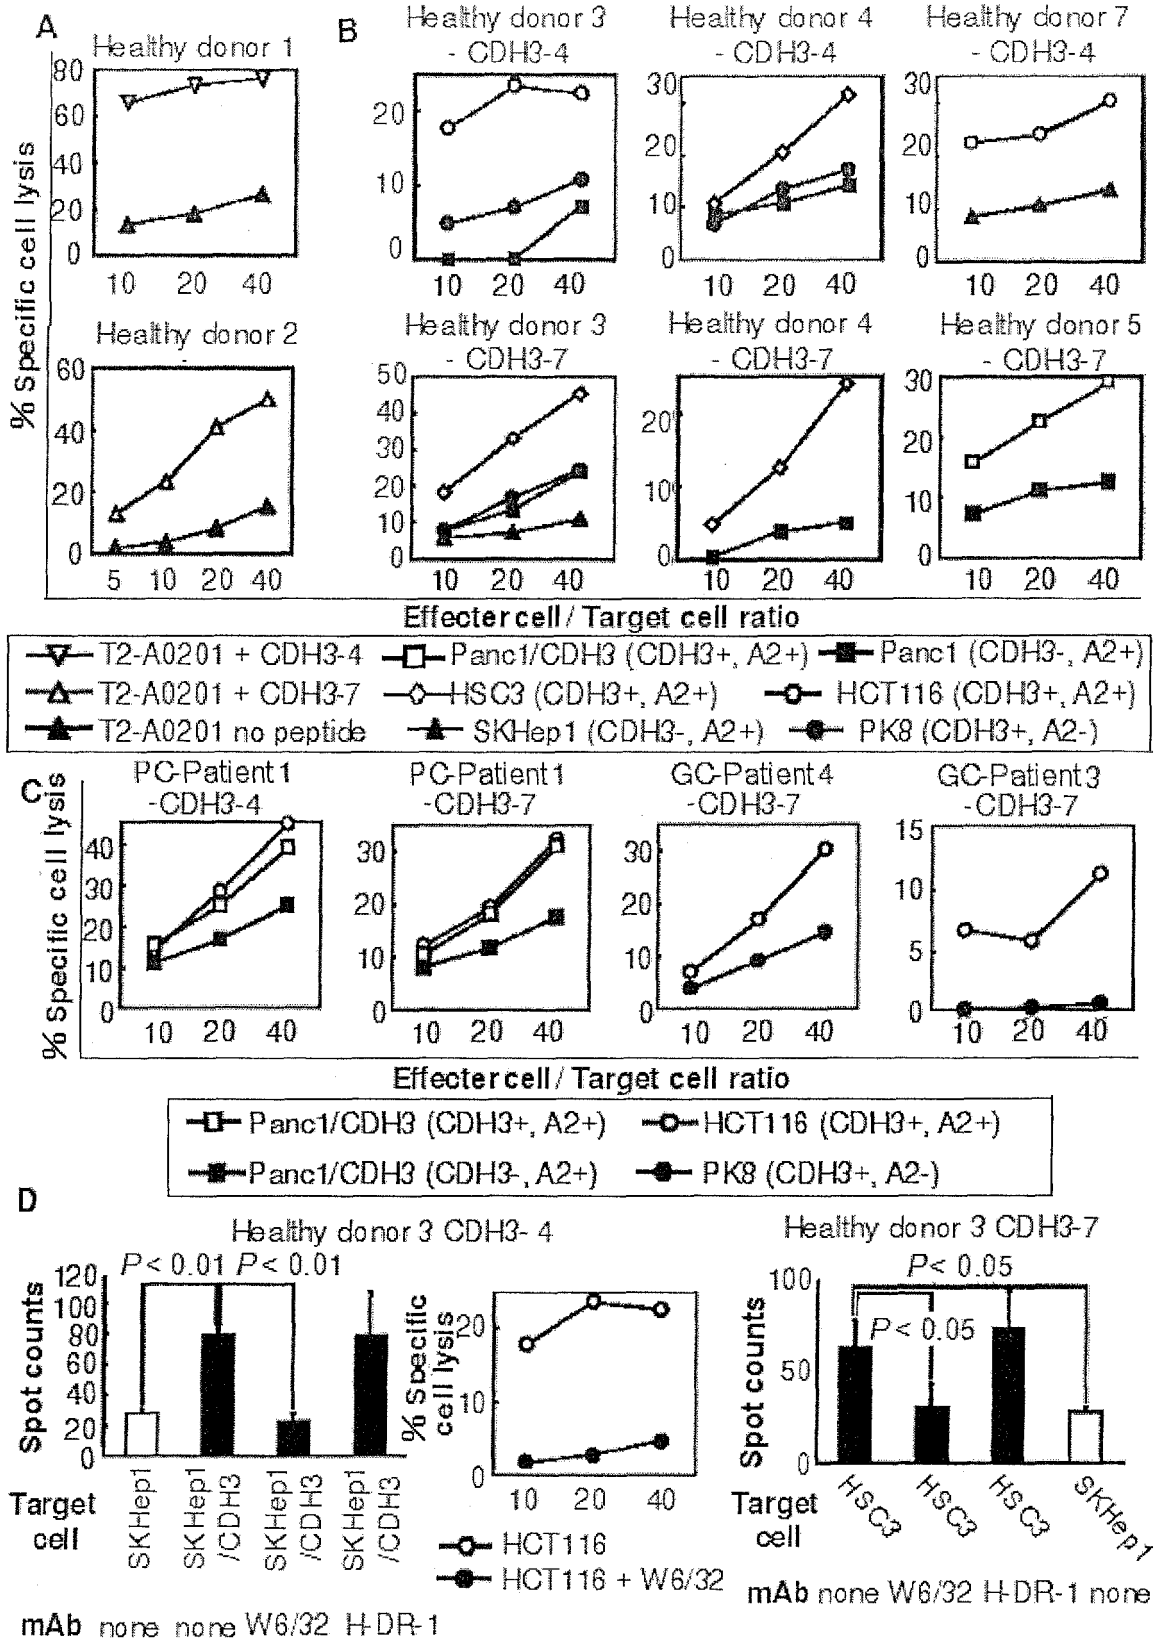 A
B
Healthy donor 1
Healthy donor 3
- CDH3-4
Healthy donor 4
- CDH3-4
Healthy donor 7
- CDH3-4
% Specific cell lysis
80
60
40
20
0
10 20 40
20
10
0
10 20 40
30
20
10
0
10 20 40
30
20
10
0
10 20 40
Healthy donor 2
Healthy donor 3
- CDH3-7
Healthy donor 4
- CDH3-7
Healthy donor 5
- CDH3-7
60
40
20
0
5 10 20 40
50
40
30
20
10
0
10 20 40
20
10
0
10 20 40
30
20
10
0
10 20 40
Effecter cell / Target cell ratio
T2-A0201 + CDH3-4 Panc1/CDH3 (CDH3+, A2+) Panc1 (CDH3-, A2+)
T2-A0201 + CDH3-7 HSC3 (CDH3+, A2+) HCT116 (CDH3+, A2+)
T2-A0201 no peptide SKHep1 (CDH3-, A2+) PK8 (CDH3+, A2-)
C
PC-Patient 1
-CDH3-4
PC-Patient 1
-CDH3-7
GC-Patient 4
-CDH3-7
GC-Patient 3
-CDH3-7
% Specific cell lysis
40
30
20
10
0
10 20 40
30
20
10
0
10 20 40
30
20
10
0
10 20 40
15
10
5
0
10 20 40
Effecter cell / Target cell ratio
Panc1/CDH3 (CDH3+, A2+) HCT116 (CDH3+, A2+)
Panc1/CDH3 (CDH3-, A2+) PK8 (CDH3+, A2-)
D
Healthy donor 3 CDH3- 4
P < 0.01 P < 0.01
Spot counts
120
100
80
60
40
20
0
Target
cell
SKHep1
SKHep1
/CDH3
SKHep1
/CDH3
SKHep1
/CDH3
mAb none none W6/32 H-DR-1
% Specific
cell lysis
20
10
0
10 20 40
HCT116
HCT116 + W6/32
Healthy donor 3 CDH3-7
P < 0.05
P < 0.05
Spot counts
100
50
0
Target
cell
HSC3
HSC3
HSC3
SKHep1
mAb none W6/32 H-DR-1 none